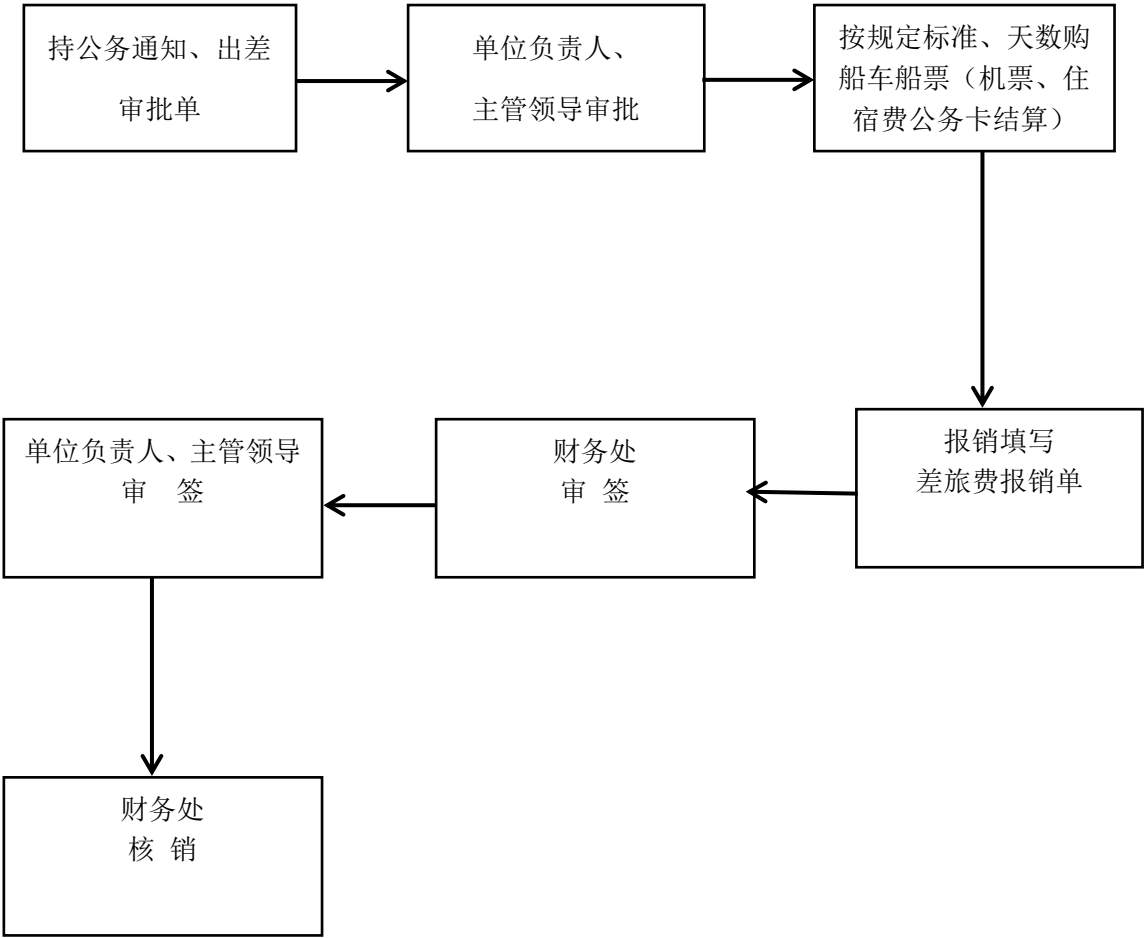 持公务通知、出差
审批单
单位负责人、
主管领导审批
按规定标准、天数购
船车船票（机票、住
宿费公务卡结算）
报销填写
差旅费报销单
财务处
审 签
单位负责人、主管领导
审 签
财务处
核 销